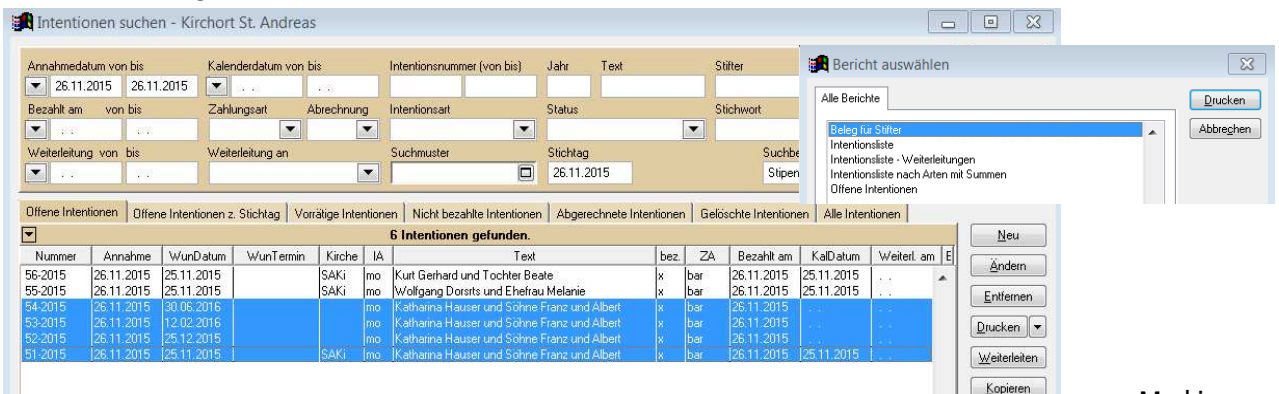 Intentionen suchen - Kirchort St. Andreas
Annahmedatum von bis Kalenderdatum von bis Intentionsnummer (von bis) Jahr Text Stifter
26.11.2015 26.11.2015 . . . .
Bezahlt am von bis Zahlungsart Abrechnung Intentionsart Status Stichwort
. . . .
Weiterleitung von bis Weiterleitung an Suchmuster Stichtag Suchbe
. . . . 26.11.2015 Stipen
Bericht auswählen
Alle Berichte
Drucken
Abbrechen
Beleg für Stifter
Intentionsliste
Intentionsliste - Weiterleitungen
Intentionsliste nach Arten mit Summen
Offene Intentionen
Offene Intentionen Offene Intentionen z. Stichtag Vorrätige Intentionen Nicht bezahlte Intentionen Abgerechnete Intentionen Gelöschte Intentionen Alle Intentionen
6 Intentionen gefunden.
Nummer Annahme WunDatum WunTermin Kirche IA Text bez. ZA Bezahlt am KalDatum Weiterl. am E
56-2015 26.11.2015 25.11.2015 SAKi mo Kurt Gerhard und Tochter Beate x bar 26.11.2015 25.11.2015 . .
55-2015 26.11.2015 25.11.2015 SAKi mo Wolfgang Dorsrts und Ehefrau Melanie x bar 26.11.2015 25.11.2015 . .
54-2015 26.11.2015 30.06.2016 mo Katharina Hauser und Söhne Franz und Albert x bar 26.11.2015 . . . .
53-2015 26.11.2015 12.02.2016 mo Katharina Hauser und Söhne Franz und Albert x bar 26.11.2015 . . . .
52-2015 26.11.2015 25.12.2015 mo Katharina Hauser und Söhne Franz und Albert x bar 26.11.2015 . . . .
51-2015 26.11.2015 25.11.2015 SAKi mo Katharina Hauser und Söhne Franz und Albert x bar 26.11.2015 25.11.2015 . .
Neu
Ändern
Entfernen
Drucken
Weiterleiten
Kopieren